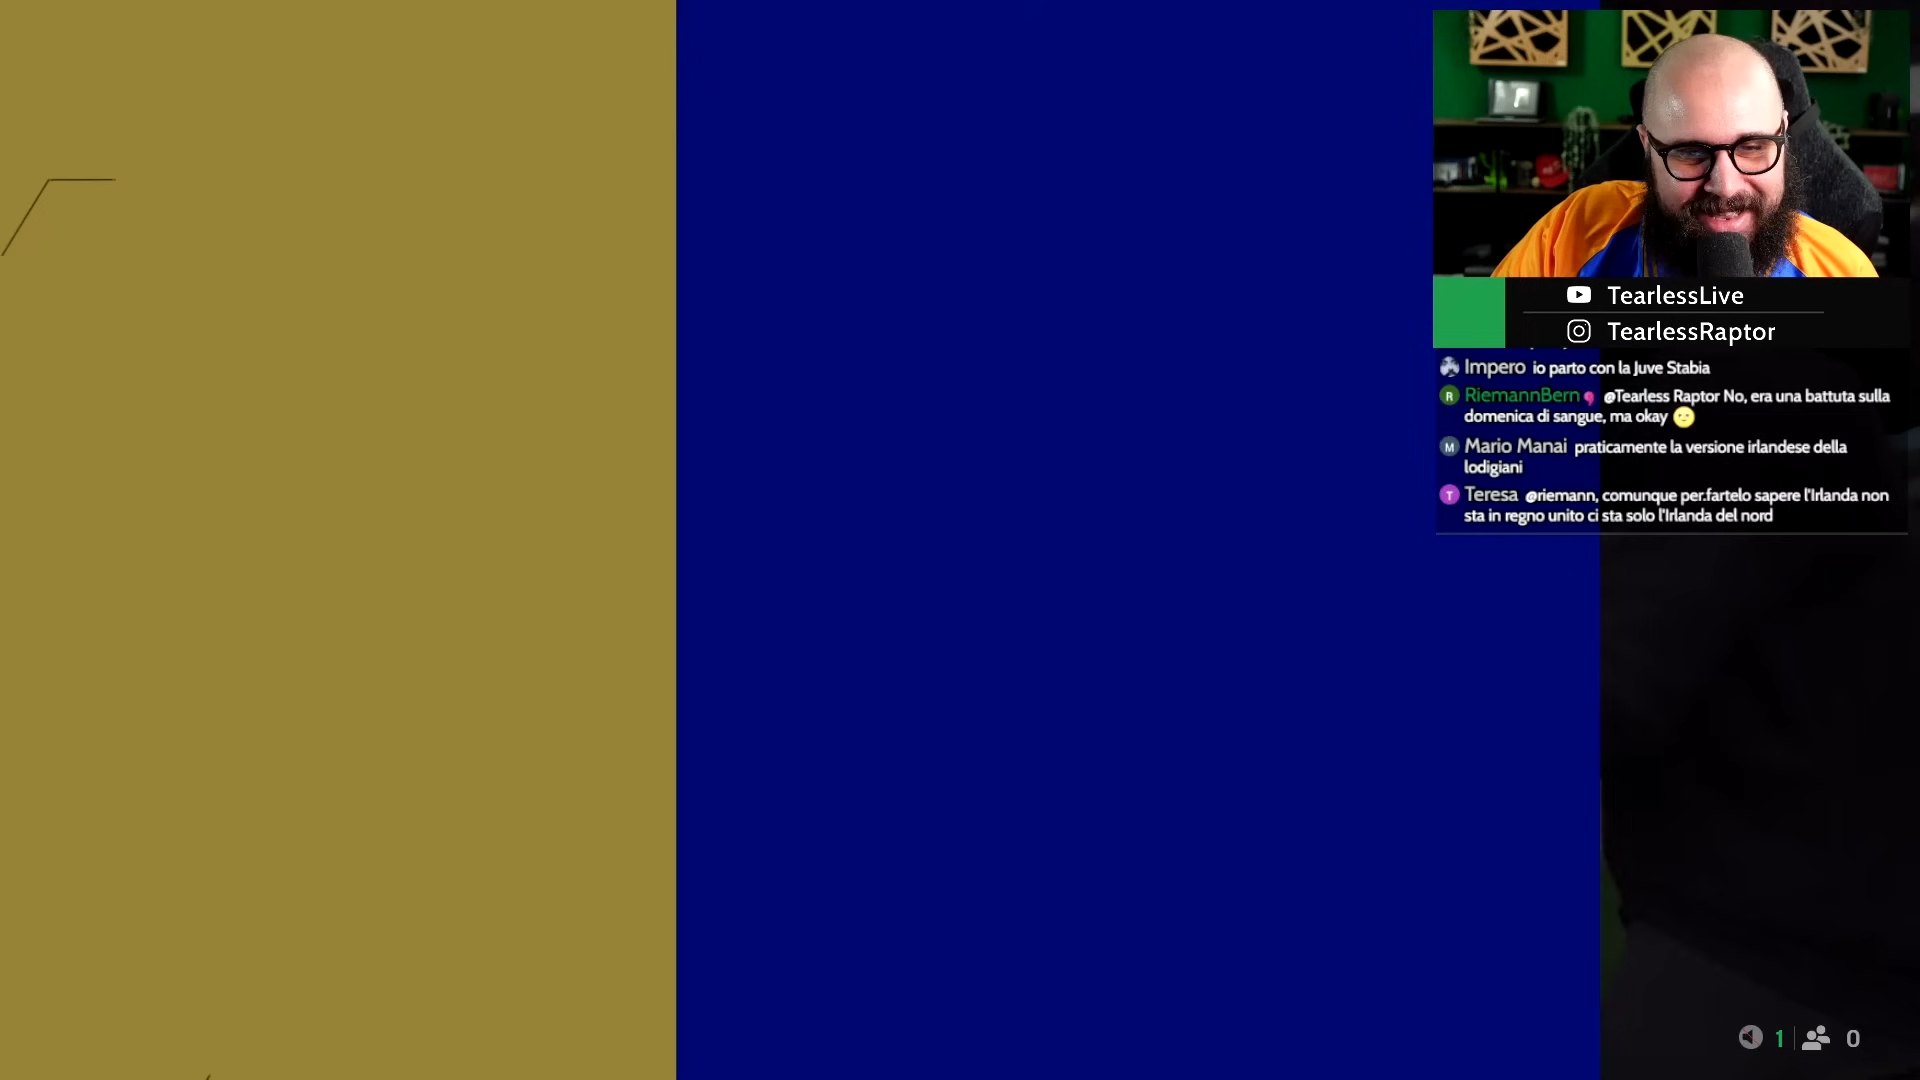 TearlessLive
TearlessRaptor
Impero io parto con la Juve Stabia
R RiemannBern @Tearless Raptor No, era una battuta sulla
domenica di sangue, ma okay
M Mario Manai praticamente la versione irlandese della
lodigiani
T Teresa @riemann, comunque per.fartelo sapere l'Irlanda non
sta in regno unito ci sta solo l'Irlanda del nord
1 0